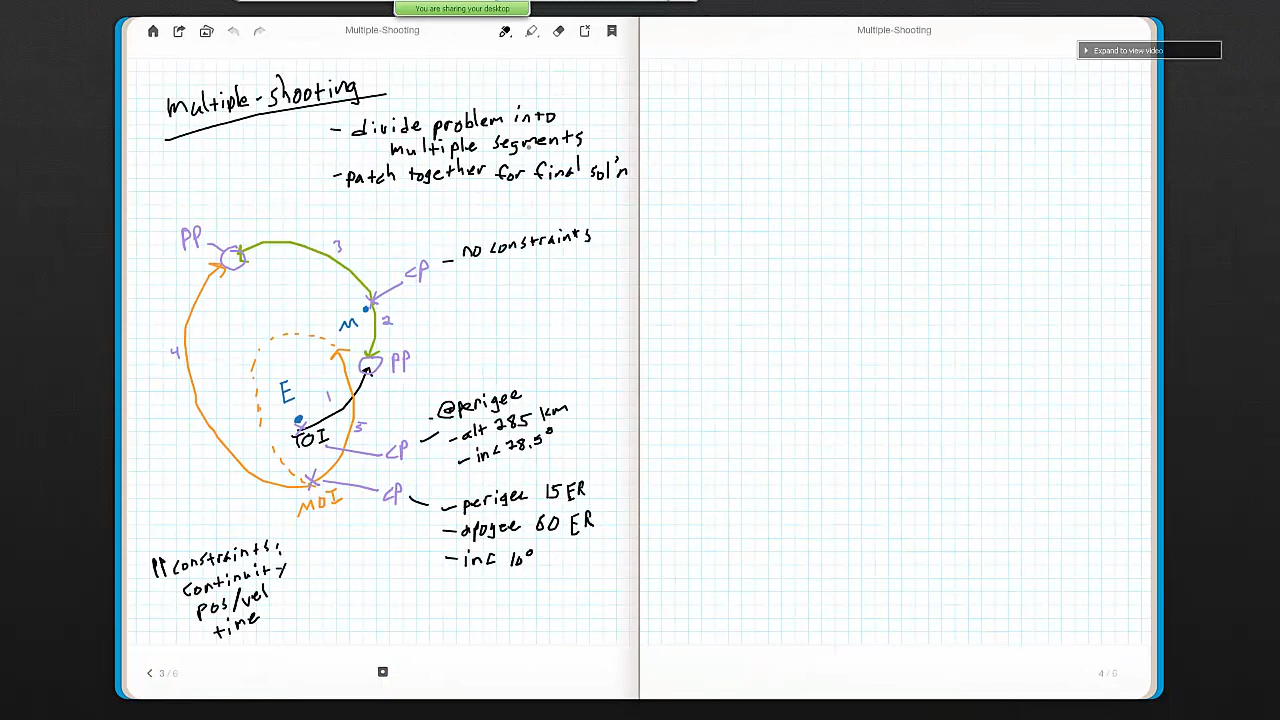 You are sharing your desktop
Multiple-Shooting
Multiple-Shooting
Expand to view video
multiple-shooting
- divide problem into
multiple segments
- patch together for final sol'n
PP
3
CP - no constraints
M
2
4
PP
E
1
@perigee
- alt 285 km
- inc 28.5°
TOI
5
CP
MOI
CP
- perigee 15 ER
- apogee 60 ER
- inc 10°
PP constraints:
continuity
pos/vel
time
3 / 6
4 / 6